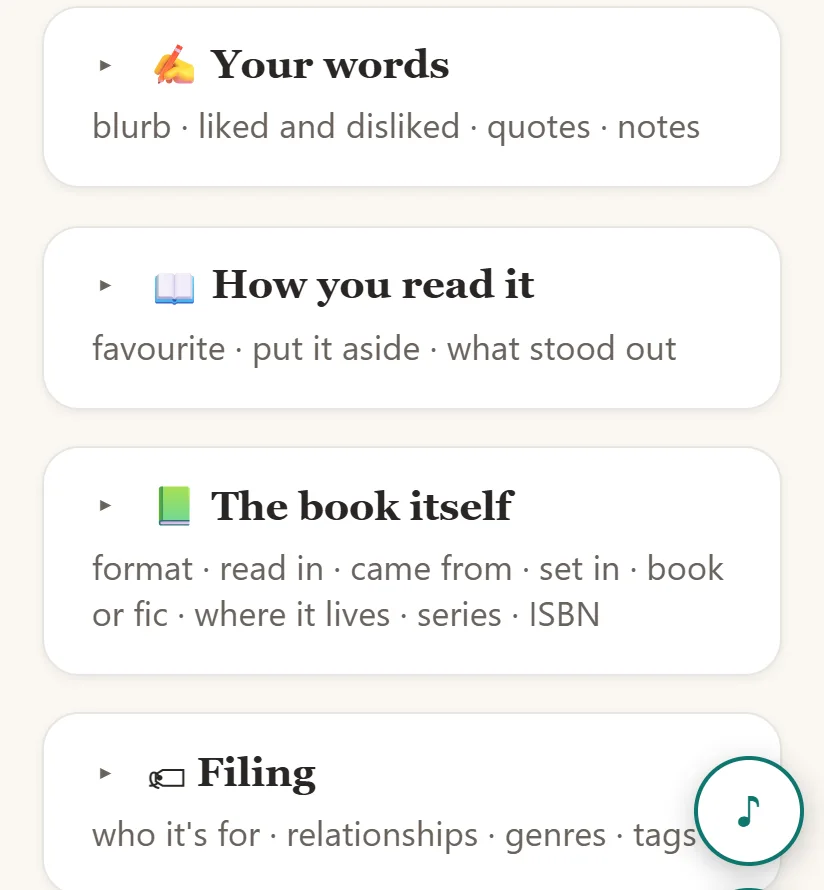 ▸ ✍️ Your words
blurb · liked and disliked · quotes · notes
▸ 📖 How you read it
favourite · put it aside · what stood out
▸ 📗 The book itself
format · read in · came from · set in · book
or fic · where it lives · series · ISBN
▸ 🏷 Filing
who it's for · relationships · genres · tags
♪